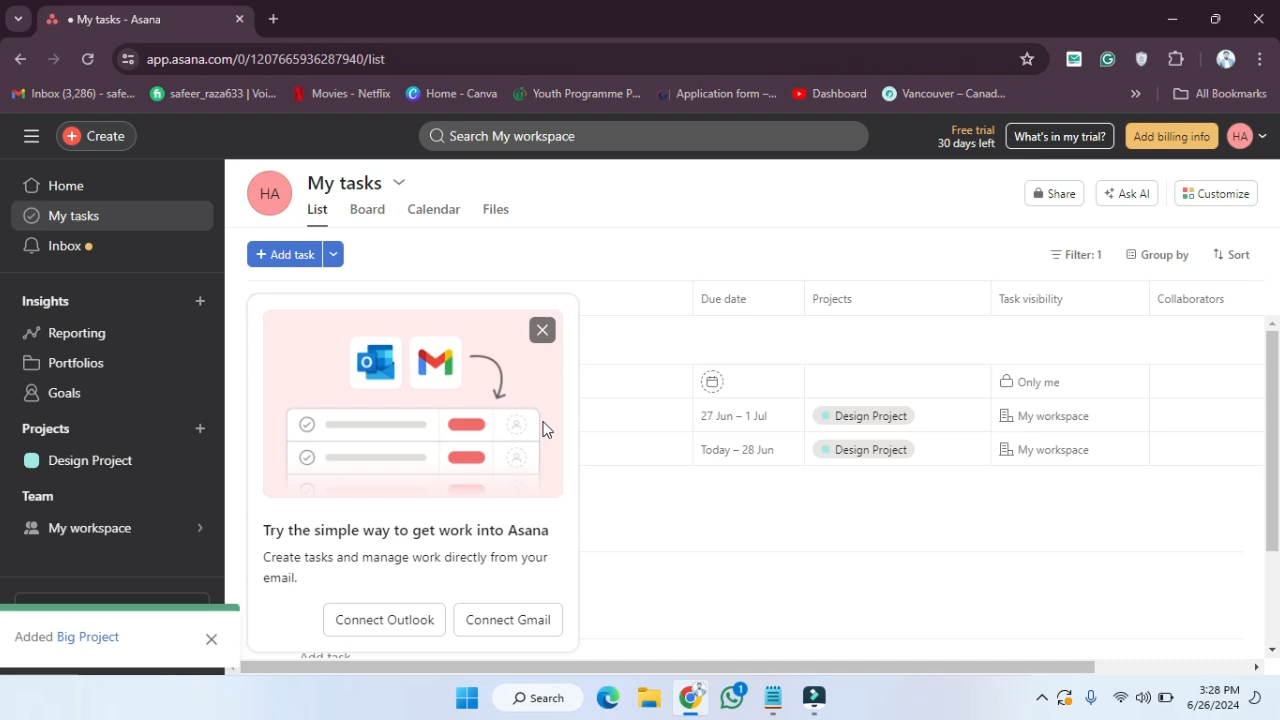 My tasks - Asana
app.asana.com/0/1207665936287940/list
Inbox (3,286) - safe...
safeer_raza633 | Voi...
Movies - Netflix
Home - Canva
Youth Programme P...
Application form –...
Dashboard
Vancouver – Canad...
All Bookmarks
Create
Search My workspace
Free trial
30 days left
What's in my trial?
Add billing info
HA
Home
My tasks
Inbox
Insights
Reporting
Portfolios
Goals
Projects
Design Project
Team
My workspace
Added Big Project
HA
My tasks
List
Board
Calendar
Files
Share
Ask AI
Customize
Add task
Filter: 1
Group by
Sort
Due date
Projects
Task visibility
Collaborators
Only me
27 Jun – 1 Jul
Design Project
My workspace
Today – 28 Jun
Design Project
My workspace
Try the simple way to get work into Asana
Create tasks and manage work directly from your
email.
Connect Outlook
Connect Gmail
Add task
Search
1
3:28 PM
6/26/2024